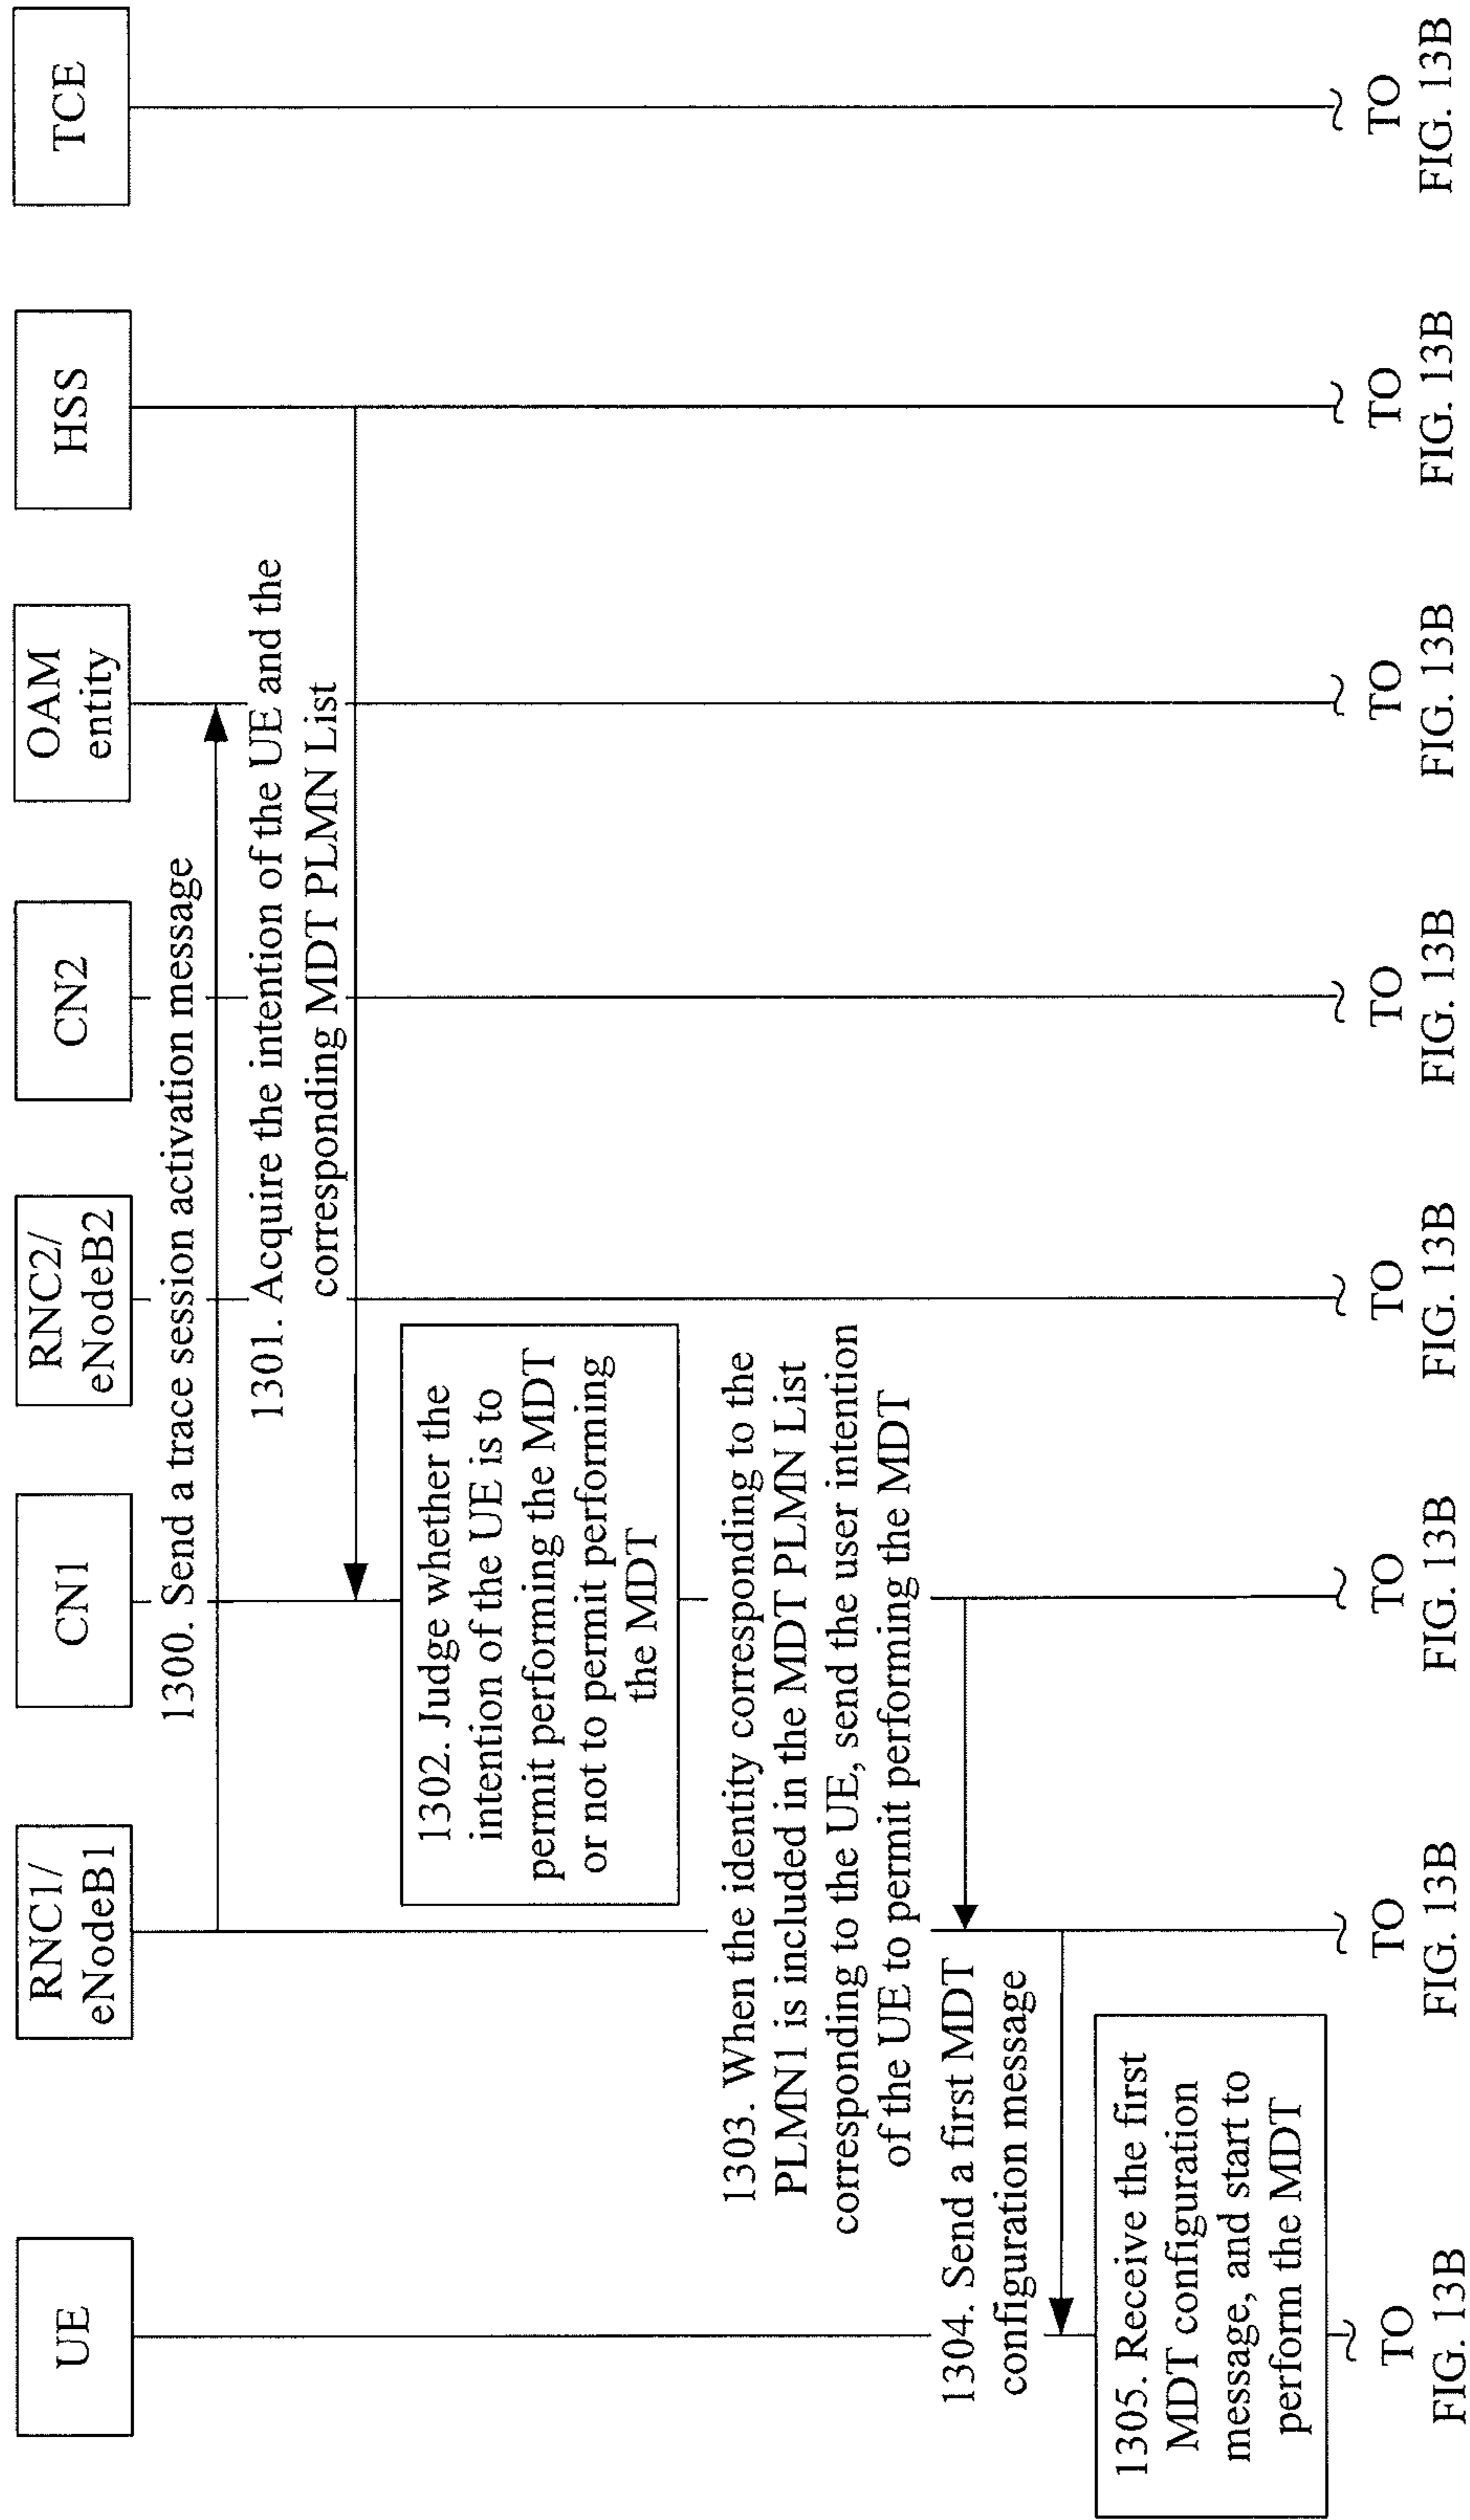 UE
RNC1/
eNodeB1
CN1
RNC2/
eNodeB2
CN2
OAM
entity
HSS
TCE
1300. Send a trace session activation message
1301. Acquire the intention of the UE and the
corresponding MDT PLMN List
1302. Judge whether the
intention of the UE is to
permit performing the MDT
or not to permit performing
the MDT
1303. When the identity corresponding to the
PLMN1 is included in the MDT PLMN List
corresponding to the UE, send the user intention
of the UE to permit performing the MDT
1304. Send a first MDT
configuration message
1305. Receive the first
MDT configuration
message, and start to
perform the MDT
TO
FIG. 13B
TO
FIG. 13B
TO
FIG. 13B
TO
FIG. 13B
TO
FIG. 13B
TO
FIG. 13B
TO
FIG. 13B
TO
FIG. 13B